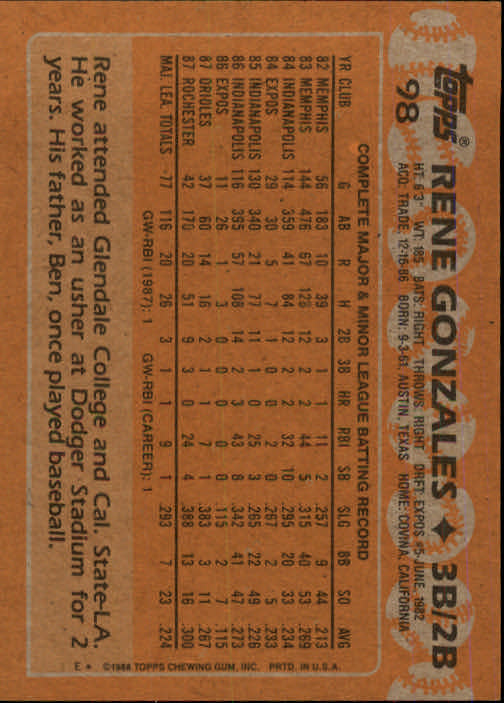 Topps® RENE GONZALES ✦ 3B/2B
98
HT: 6'3" WT: 185 BATS: RIGHT THROWS: RIGHT DRFT: EXPOS #5-JUNE, 1982
ACQ: TRADE, 12-16-86 BORN: 9-3-61, AUSTIN, TEXAS HOME: COVINA, CALIFORNIA
COMPLETE MAJOR & MINOR LEAGUE BATTING RECORD
YR CLUB G AB R H 2B 3B HR RBI SB SLG BB SO AVG
82 MEMPHIS 56 183 10 39 3 1 1 11 2 .257 9 44 .213
83 MEMPHIS 144 476 67 128 12 2 2 44 5 .315 40 53 .269
84 INDIANAPOLIS 114 359 41 84 12 2 2 32 10 .295 20 33 .234
84 EXPOS 29 30 5 7 1 0 0 2 0 .267 2 5 .233
85 INDIANAPOLIS 130 340 21 77 11 1 0 25 3 .265 22 49 .226
86 INDIANAPOLIS 116 395 57 108 14 2 3 43 8 .342 41 47 .273
86 EXPOS 11 26 1 3 0 0 0 0 0 .115 2 7 .115
87 ORIOLES 37 60 14 16 2 1 1 7 1 .383 3 11 .267
87 ROCHESTER 42 170 20 51 9 3 0 24 4 .388 13 16 .300
MAJ. LEA. TOTALS 77 116 20 26 3 1 1 9 1 .293 7 23 .224
GW-RBI (1987): 1 GW-RBI (CAREER): 1
Rene attended Glendale College and Cal. State-LA.
He worked as an usher at Dodger Stadium for 2
years. His father, Ben, once played baseball.
E* ©1988 TOPPS CHEWING GUM, INC. PRTD. IN U.S.A.